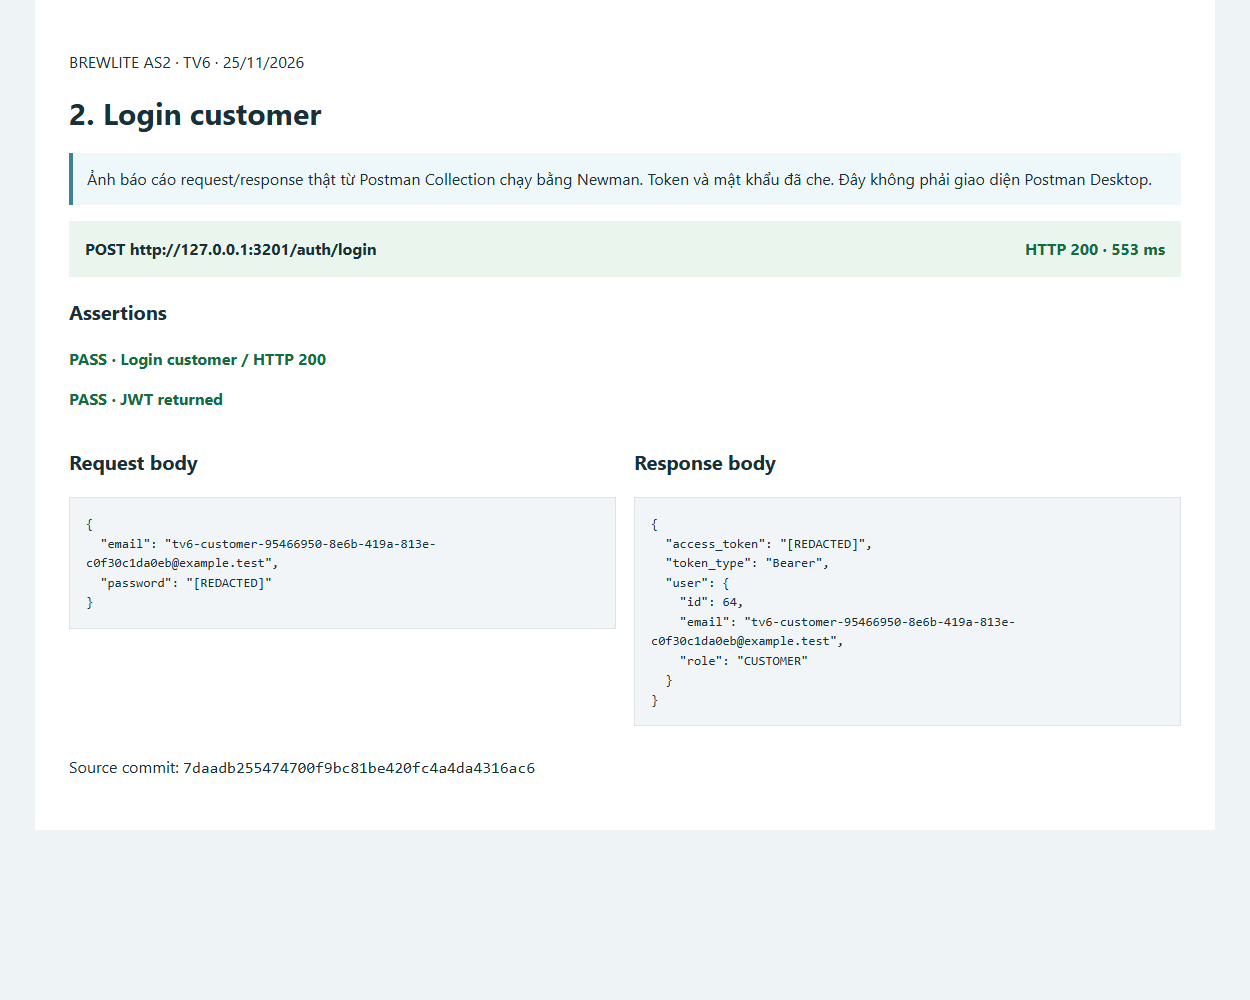 BREWLITE AS2 · TV6 · 25/11/2026
2. Login customer
Ảnh báo cáo request/response thật từ Postman Collection chạy bằng Newman. Token và mật khẩu đã che. Đây không phải giao diện Postman Desktop.
POST http://127.0.0.1:3201/auth/login
HTTP 200 · 553 ms
Assertions
PASS · Login customer / HTTP 200
PASS · JWT returned
Request body
{
  "email": "tv6-customer-95466950-8e6b-419a-813e-
c0f30c1da0eb@example.test",
  "password": "[REDACTED]"
}
Response body
{
  "access_token": "[REDACTED]",
  "token_type": "Bearer",
  "user": {
    "id": 64,
    "email": "tv6-customer-95466950-8e6b-419a-813e-
c0f30c1da0eb@example.test",
    "role": "CUSTOMER"
  }
}
Source commit: 7daadb255474700f9bc81be420fc4a4da4316ac6